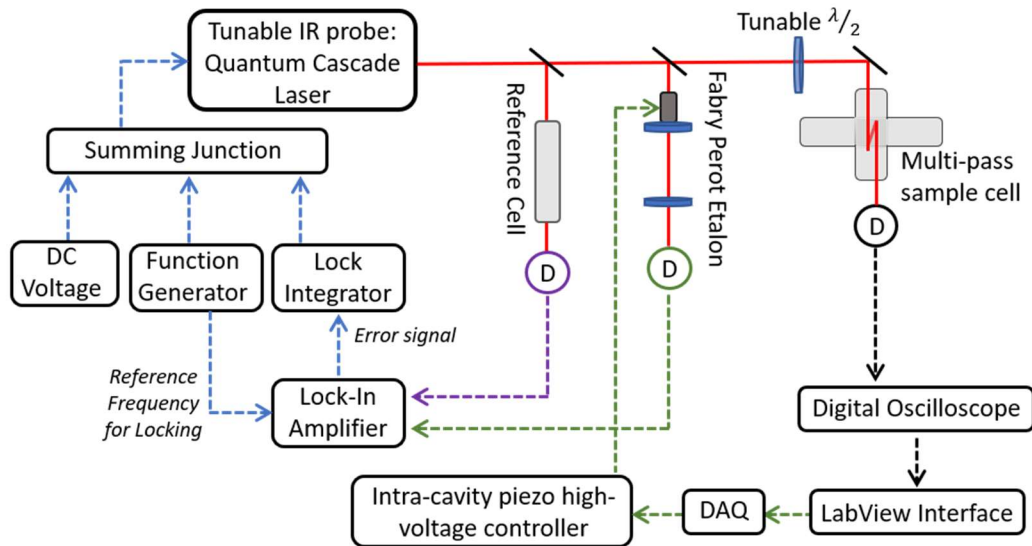 Tunable IR probe:
Quantum Cascade
Laser
Tunable λ/2
Summing Junction
Reference Cell
Fabry Perot Etalon
Multi-pass
sample cell
DC
Voltage
Function
Generator
Lock
Integrator
D
D
D
Error signal
Reference
Frequency
for Locking
Lock-In
Amplifier
Digital Oscilloscope
Intra-cavity piezo high-
voltage controller
DAQ
LabView Interface